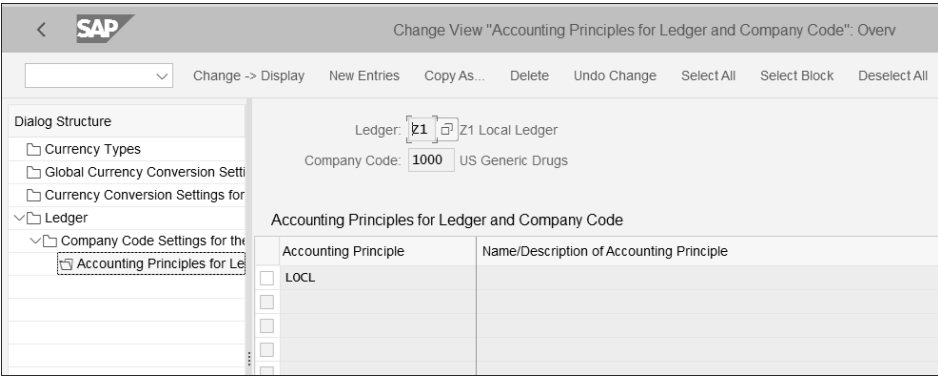 SAP
Change View "Accounting Principles for Ledger and Company Code": Overv
Change -> Display New Entries Copy As... Delete Undo Change Select All Select Block Deselect All
Dialog Structure
Currency Types
Global Currency Conversion Setti
Currency Conversion Settings for
Ledger
Company Code Settings for the
Accounting Principles for Le
Ledger: Z1 Z1 Local Ledger
Company Code: 1000 US Generic Drugs
Accounting Principles for Ledger and Company Code
Accounting Principle Name/Description of Accounting Principle
LOCL